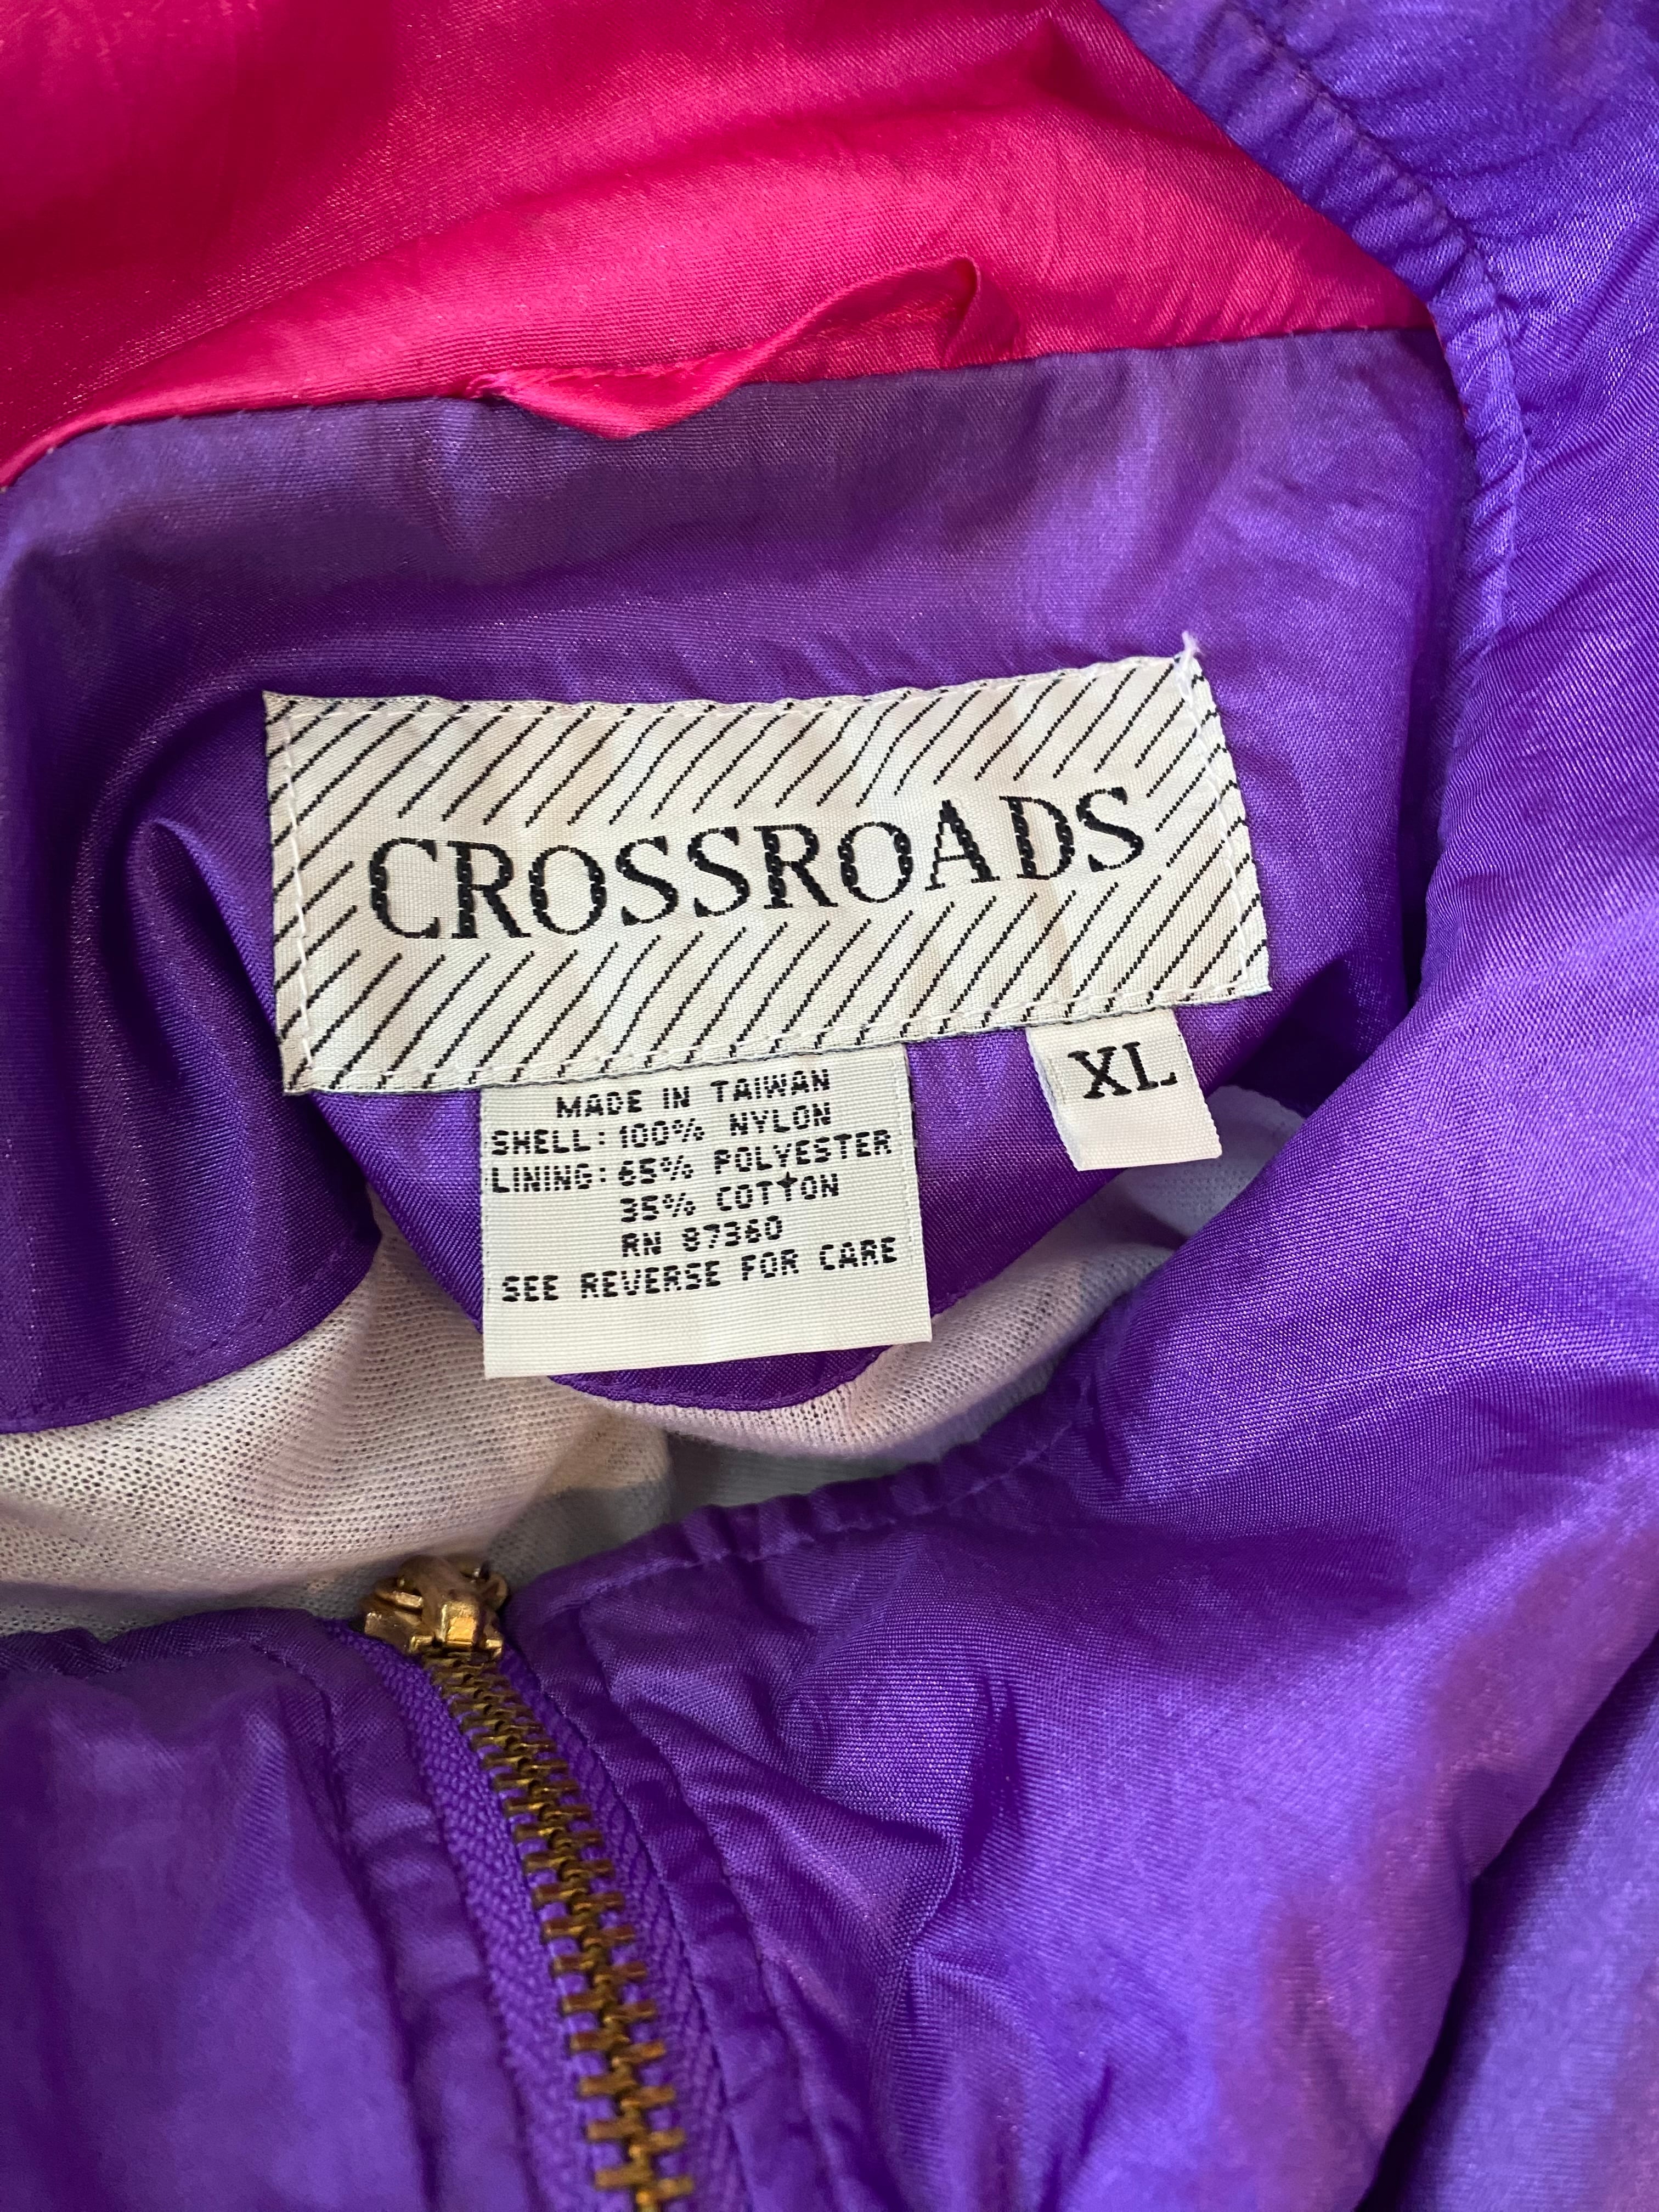 CROSSROADS
XL
MADE IN TAIWAN
SHELL: 100% NYLON
LINING: 65% POLYESTER
35% COTTON
RN 87360
SEE REVERSE FOR CARE